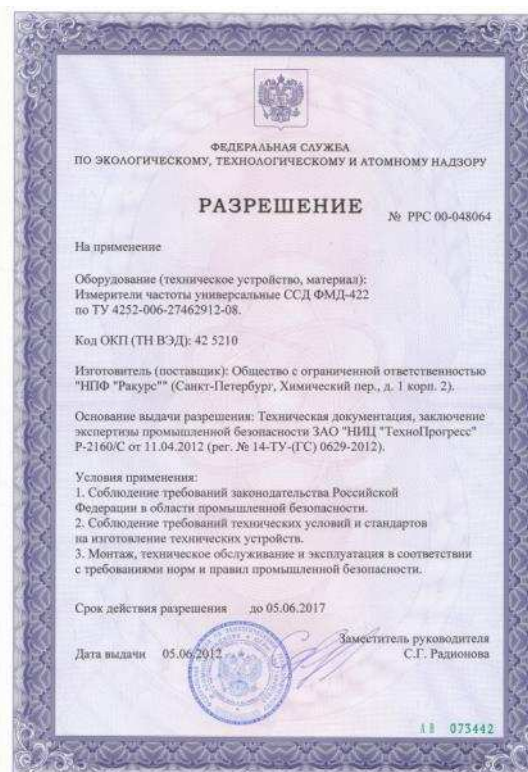 ФЕДЕРАЛЬНАЯ СЛУЖБА
ПО ЭКОЛОГИЧЕСКОМУ, ТЕХНОЛОГИЧЕСКОМУ И АТОМНОМУ НАДЗОРУ
РАЗРЕШЕНИЕ
№ РРС 00-048064
На применение
Оборудование (техническое устройство, материал):
Измерители частоты универсальные ССД ФМД-422
по ТУ 4252-006-27462912-08.
Код ОКП (ТН ВЭД): 42 5210
Изготовитель (поставщик): Общество с ограниченной ответственностью
"НПФ "Ракурс"" (Санкт-Петербург, Химический пер., д. 1 корп. 2).
Основание выдачи разрешения: Техническая документация, заключение
экспертизы промышленной безопасности ЗАО "НИЦ "ТехноПрогресс"
Р-2160/С от 11.04.2012 (рег. № 14-ТУ-(ГС) 0629-2012).
Условия применения:
1. Соблюдение требований законодательства Российской
Федерации в области промышленной безопасности.
2. Соблюдение требований технических условий и стандартов
на изготовление технических устройств.
3. Монтаж, техническое обслуживание и эксплуатация в соответствии
с требованиями норм и правил промышленной безопасности.
Срок действия разрешения до 05.06.2017
Заместитель руководителя
Дата выдачи 05.06.2012 С.Г. Радионова
АВ 073442